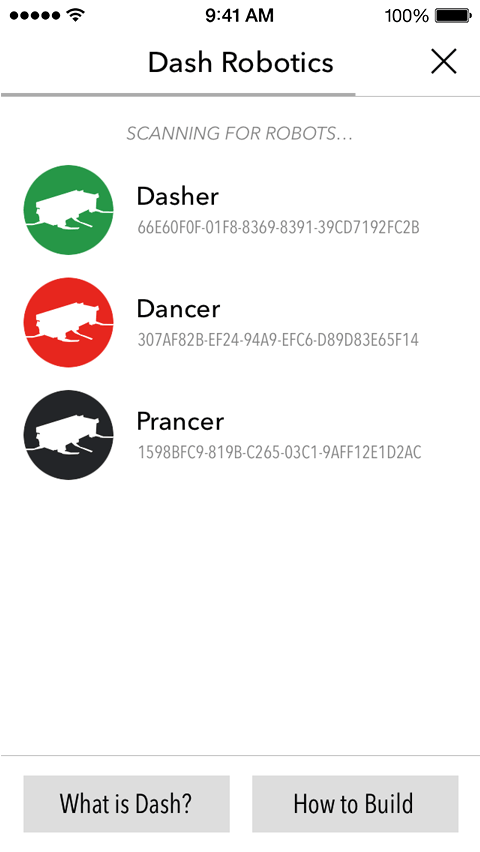 9:41 AM
100%
Dash Robotics
SCANNING FOR ROBOTS…
Dasher
66E60F0F-01F8-8369-8391-39CD7192FC2B
Dancer
307AF82B-EF24-94A9-EFC6-D89D83E65F14
Prancer
1598BFC9-819B-C265-03C1-9AFF12E1D2AC
What is Dash?
How to Build